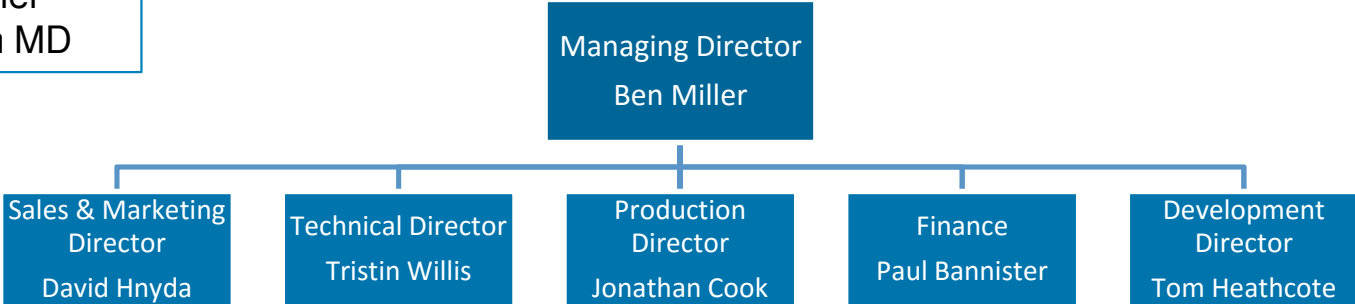 MD
Managing Director
Ben Miller
Sales & Marketing
Director
David Hnyda
Technical Director
Tristin Willis
Production
Director
Jonathan Cook
Finance
Paul Bannister
Development
Director
Tom Heathcote